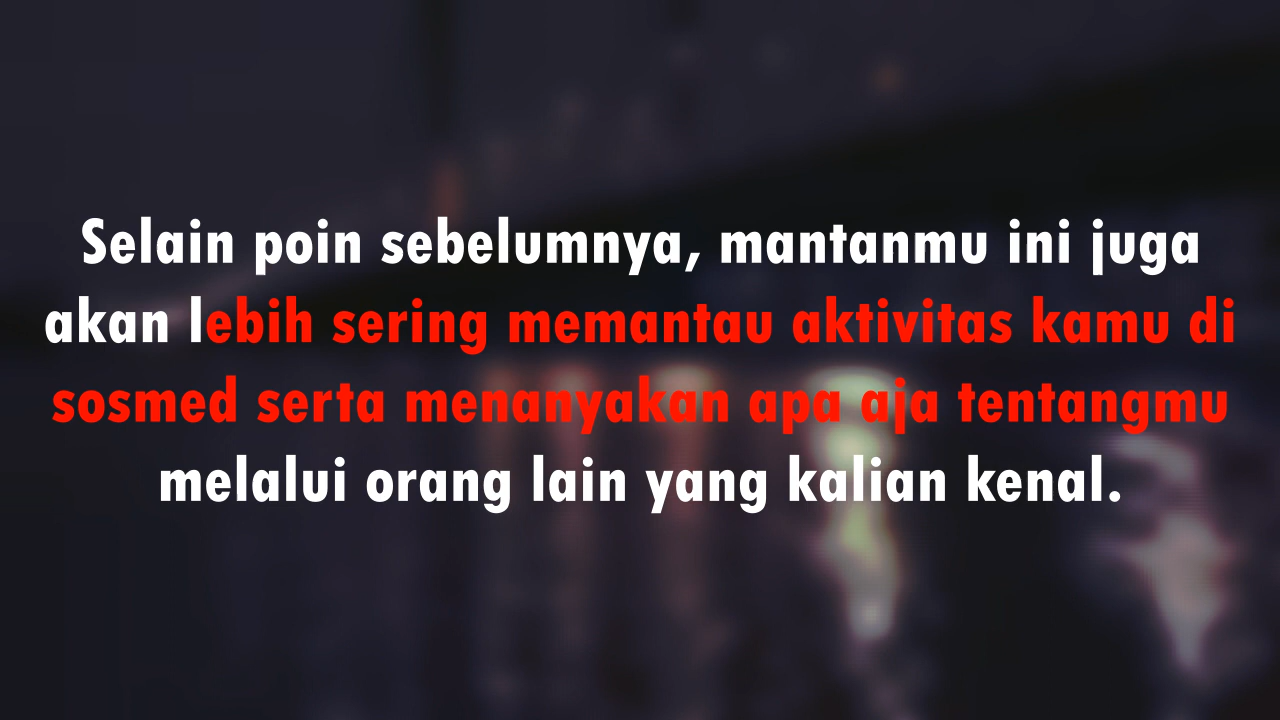 Selain poin sebelumnya, mantanmu ini juga
akan lebih sering memantau aktivitas kamu di
sosmed serta menanyakan apa aja tentangmu
melalui orang lain yang kalian kenal.